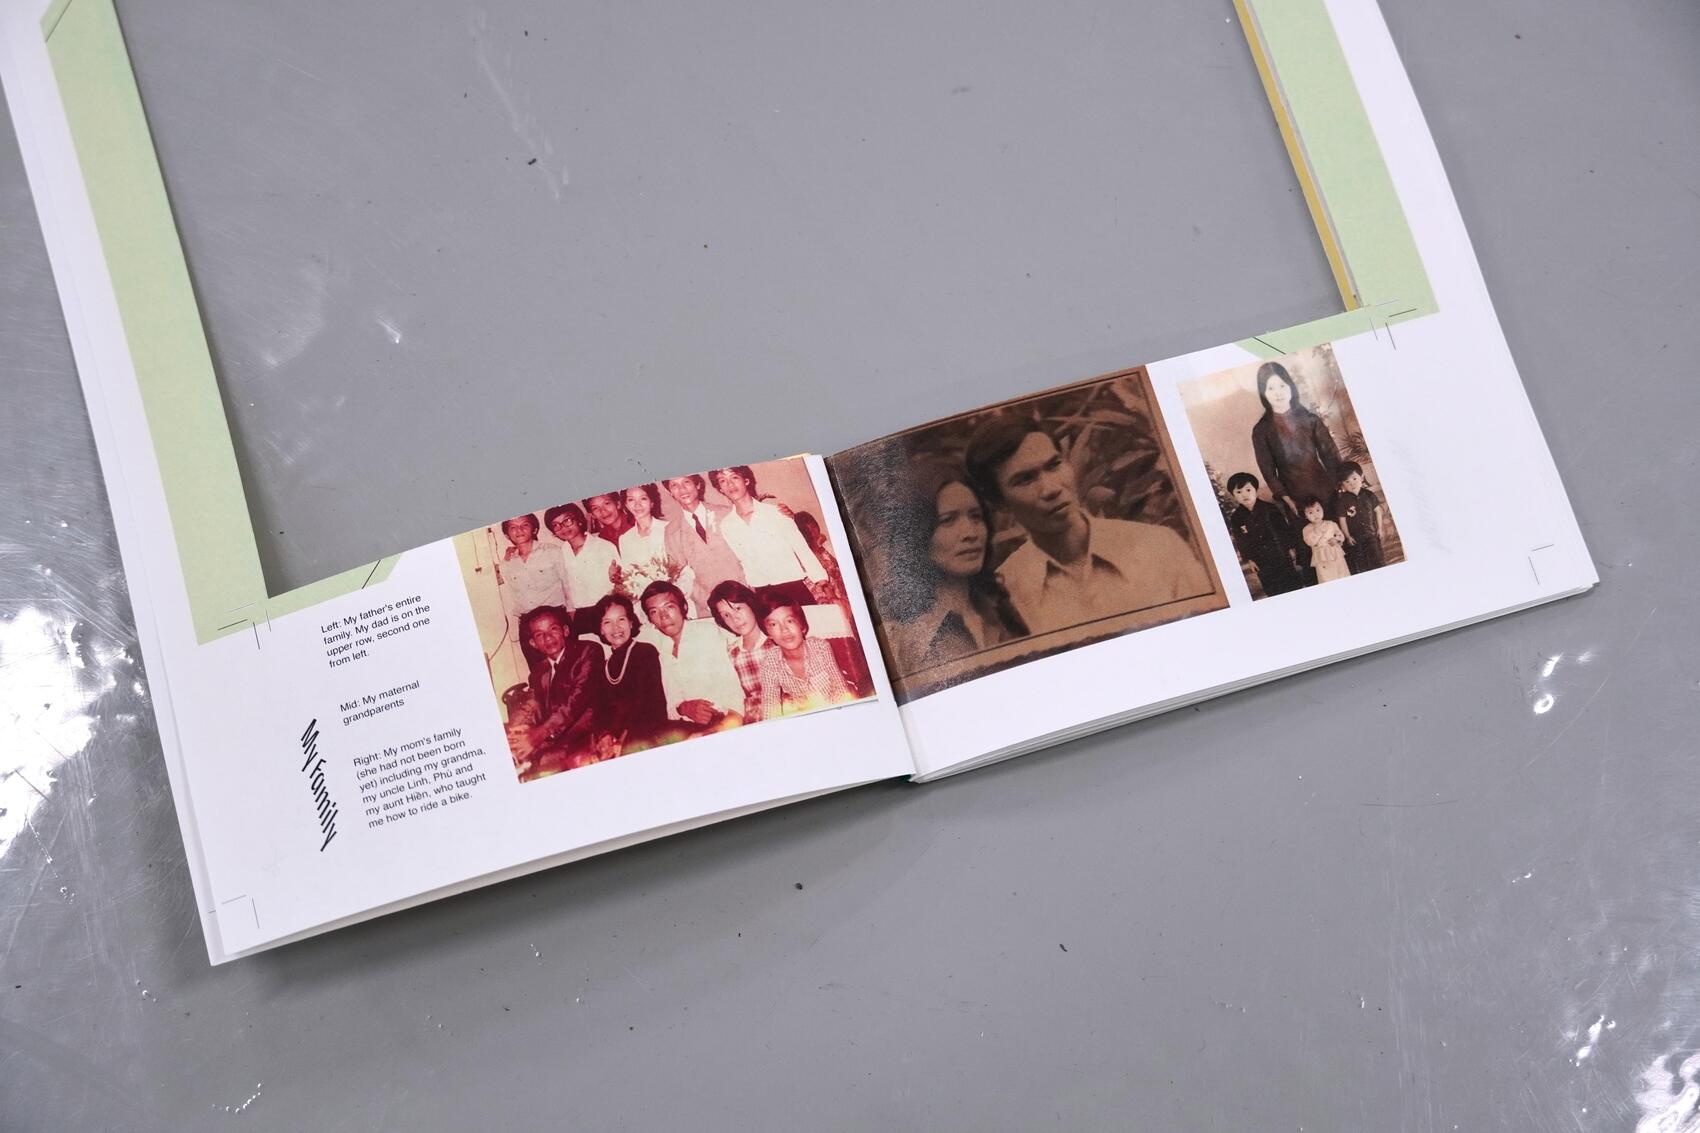 Left: My father's entire
family. My dad is on the
upper row, second one
from left.
Mid: My maternal
grandparents
My Family
Right: My mom's family
(she had not been born
yet) including my grandma,
my uncle Linh, Phú and
my aunt Hiền, who taught
me how to ride a bike.